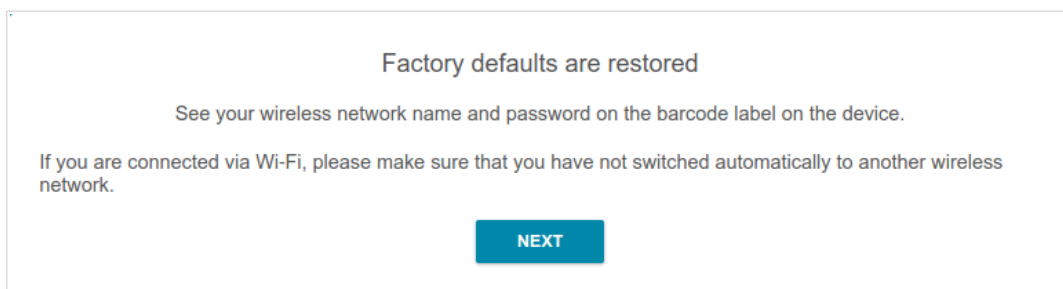 Factory defaults are restored
See your wireless network name and password on the barcode label on the device.
If you are connected via Wi-Fi, please make sure that you have not switched automatically to another wireless
network.
NEXT